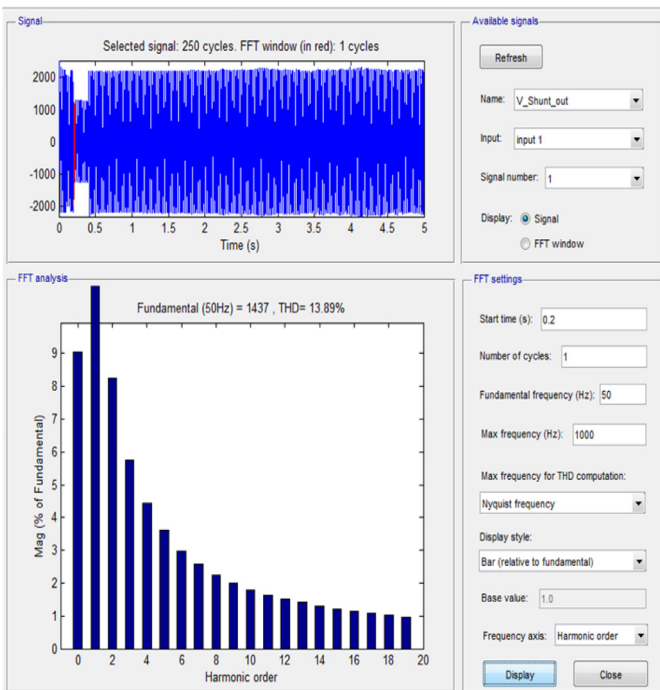 Signal
Selected signal: 250 cycles. FFT window (in red): 1 cycles
2000
1000
0
-1000
-2000
0 0.5 1 1.5 2 2.5 3 3.5 4 4.5 5
Time (s)
Available signals
Refresh
Name: V_Shunt_out
Input: input 1
Signal number: 1
Display: Signal
FFT window
FFT analysis
Fundamental (50Hz) = 1437 , THD= 13.89%
Mag (% of Fundamental)
9
8
7
6
5
4
3
2
1
0
0 2 4 6 8 10 12 14 16 18 20
Harmonic order
FFT settings
Start time (s): 0.2
Number of cycles: 1
Fundamental frequency (Hz): 50
Max frequency (Hz): 1000
Max frequency for THD computation:
Nyquist frequency
Display style:
Bar (relative to fundamental)
Base value: 1.0
Frequency axis: Harmonic order
Display Close